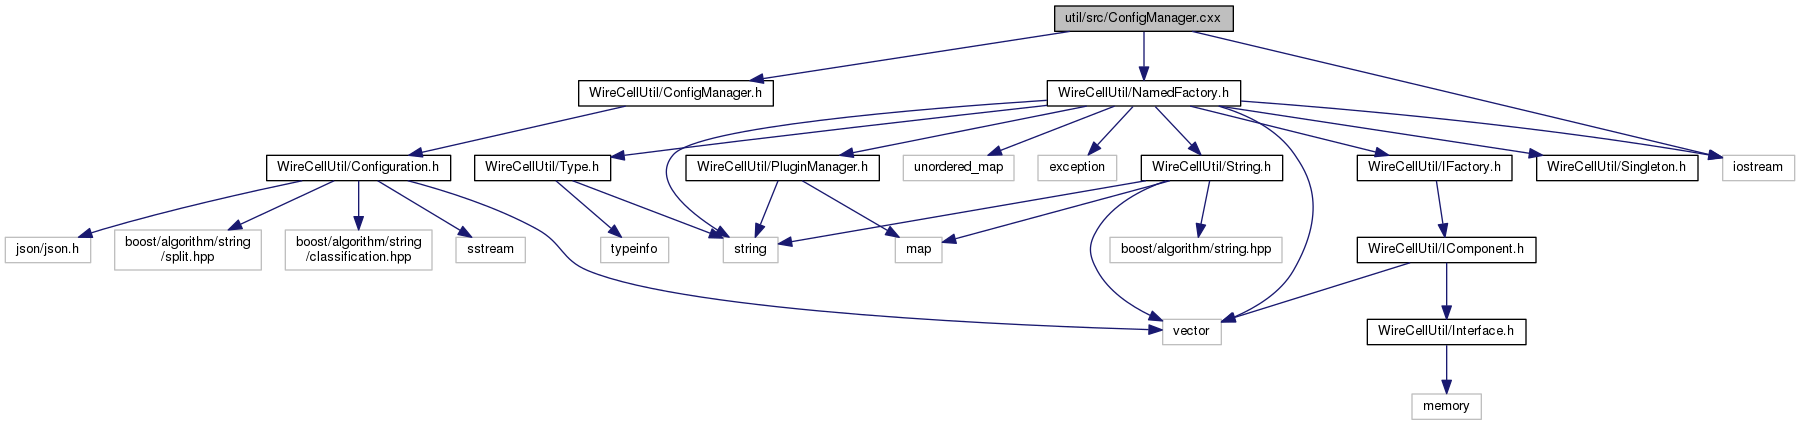 util/src/ConfigManager.cxx
WireCellUtil/ConfigManager.h
WireCellUtil/NamedFactory.h
WireCellUtil/Configuration.h
WireCellUtil/Type.h
WireCellUtil/PluginManager.h
unordered_map
exception
WireCellUtil/String.h
WireCellUtil/IFactory.h
WireCellUtil/Singleton.h
iostream
json/json.h
boost/algorithm/string
/split.hpp
boost/algorithm/string
/classification.hpp
sstream
typeinfo
string
map
boost/algorithm/string.hpp
WireCellUtil/IComponent.h
vector
WireCellUtil/Interface.h
memory